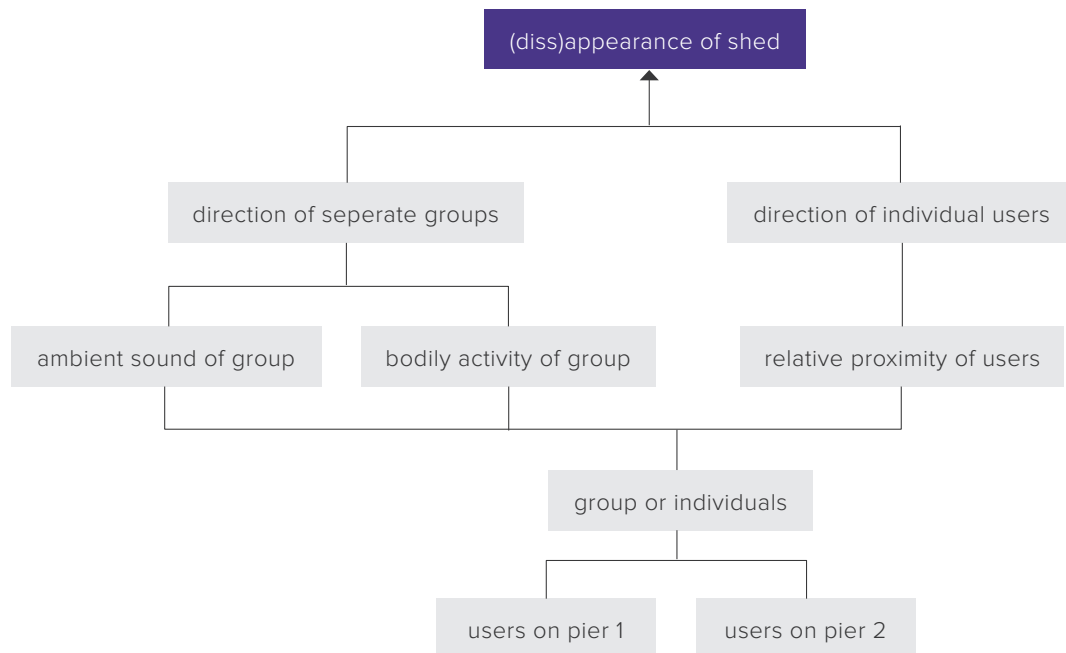 (diss)appearance of shed
direction of seperate groups
direction of individual users
ambient sound of group
bodily activity of group
relative proximity of users
group or individuals
users on pier 1
users on pier 2